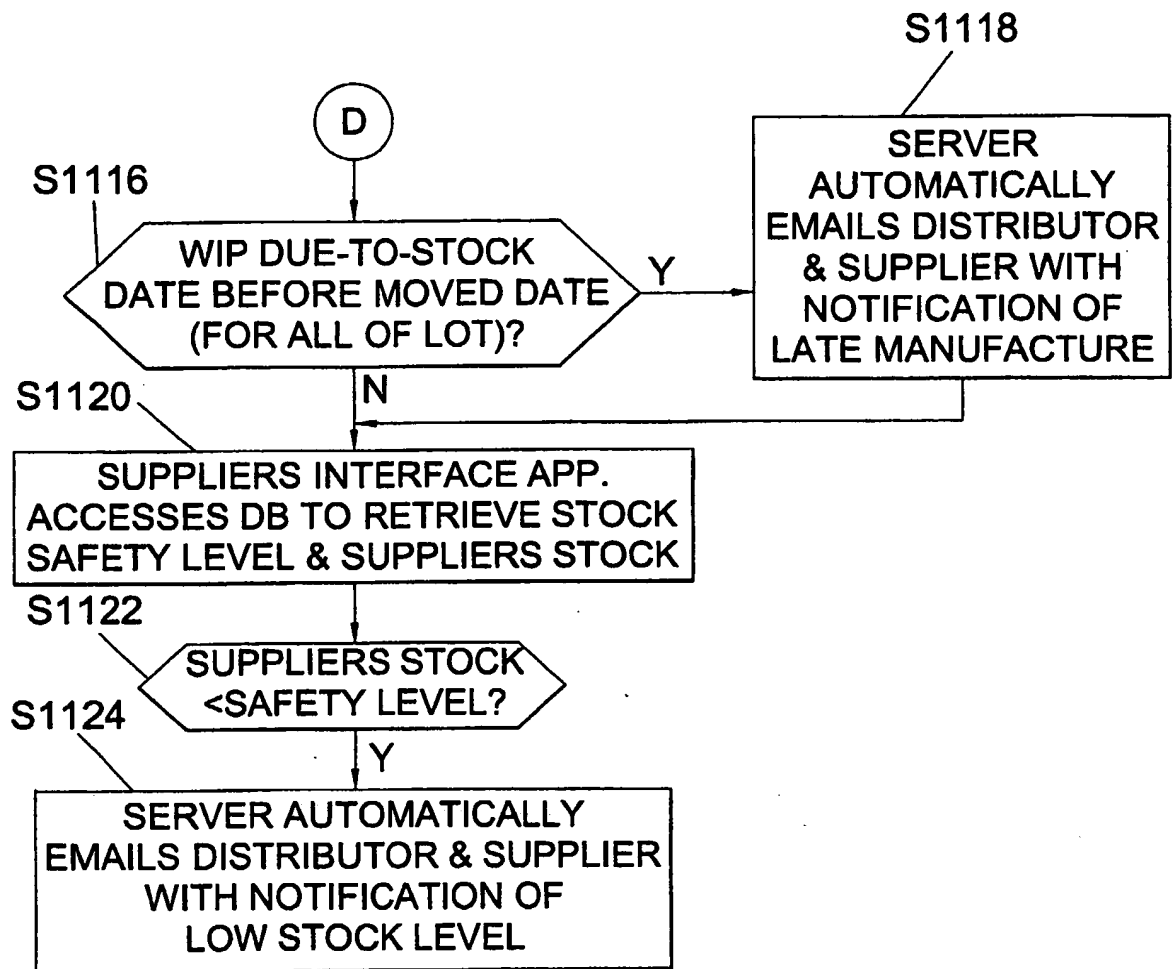 S1118
D
SERVER
AUTOMATICALLY
EMAILS DISTRIBUTOR
& SUPPLIER WITH
NOTIFICATION OF
LATE MANUFACTURE
S1116
WIP DUE-TO-STOCK
DATE BEFORE MOVED DATE
(FOR ALL OF LOT)?
Y
N
S1120
SUPPLIERS INTERFACE APP.
ACCESSES DB TO RETRIEVE STOCK
SAFETY LEVEL & SUPPLIERS STOCK
S1122
SUPPLIERS STOCK
<SAFETY LEVEL?
S1124
Y
SERVER AUTOMATICALLY
EMAILS DISTRIBUTOR & SUPPLIER
WITH NOTIFICATION OF
LOW STOCK LEVEL